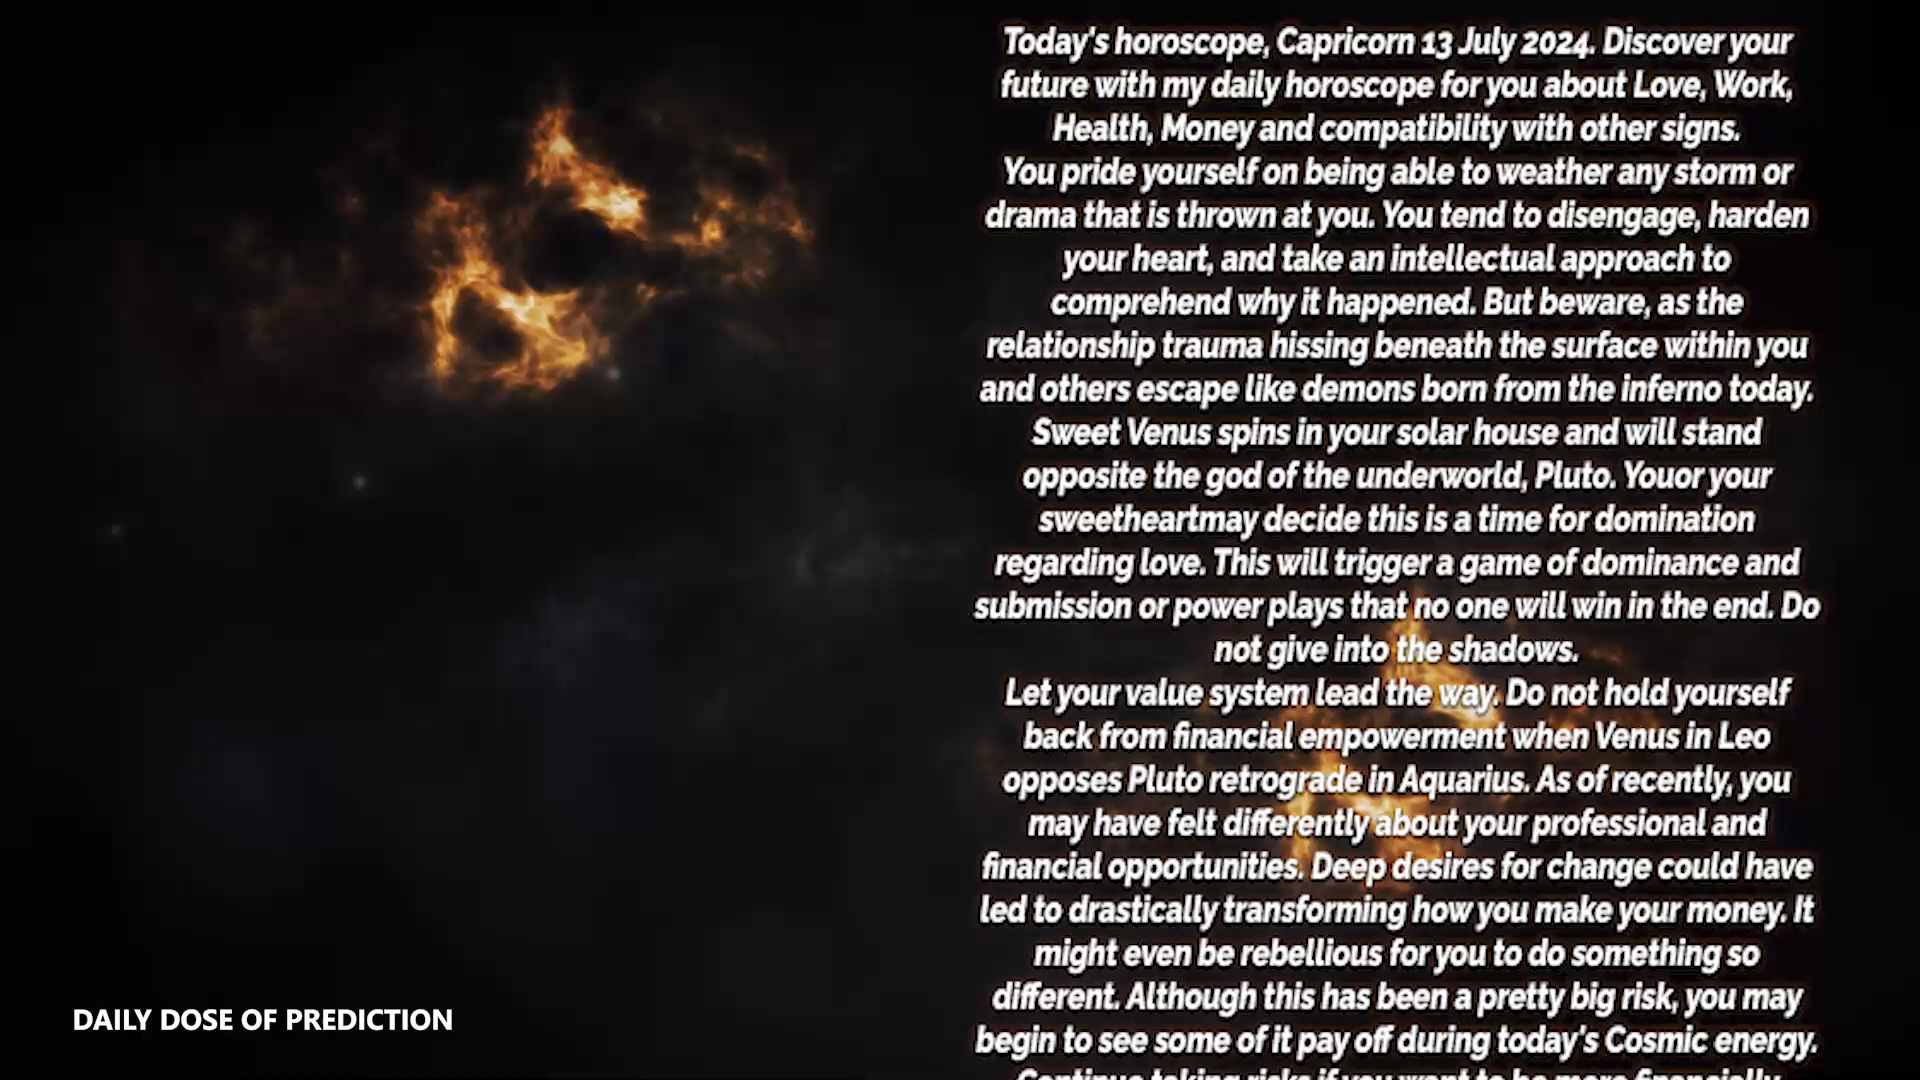 Today's horoscope, Capricorn 13 July 2024. Discover your
future with my daily horoscope for you about Love, Work,
Health, Money and compatibility with other signs.
You pride yourself on being able to weather any storm or
drama that is thrown at you. You tend to disengage, harden
your heart, and take an intellectual approach to
comprehend why it happened. But beware, as the
relationship trauma hissing beneath the surface within you
and others escape like demons born from the inferno today.
Sweet Venus spins in your solar house and will stand
opposite the god of the underworld, Pluto. Youor your
sweetheartmay decide this is a time for domination
regarding love. This will trigger a game of dominance and
submission or power plays that no one will win in the end. Do
not give into the shadows.
Let your value system lead the way. Do not hold yourself
back from financial empowerment when Venus in Leo
opposes Pluto retrograde in Aquarius. As of recently, you
may have felt differently about your professional and
financial opportunities. Deep desires for change could have
led to drastically transforming how you make your money. It
might even be rebellious for you to do something so
different. Although this has been a pretty big risk, you may
begin to see some of it pay off during today's Cosmic energy.
Continue taking risks if you want to be more financially
DAILY DOSE OF PREDICTION